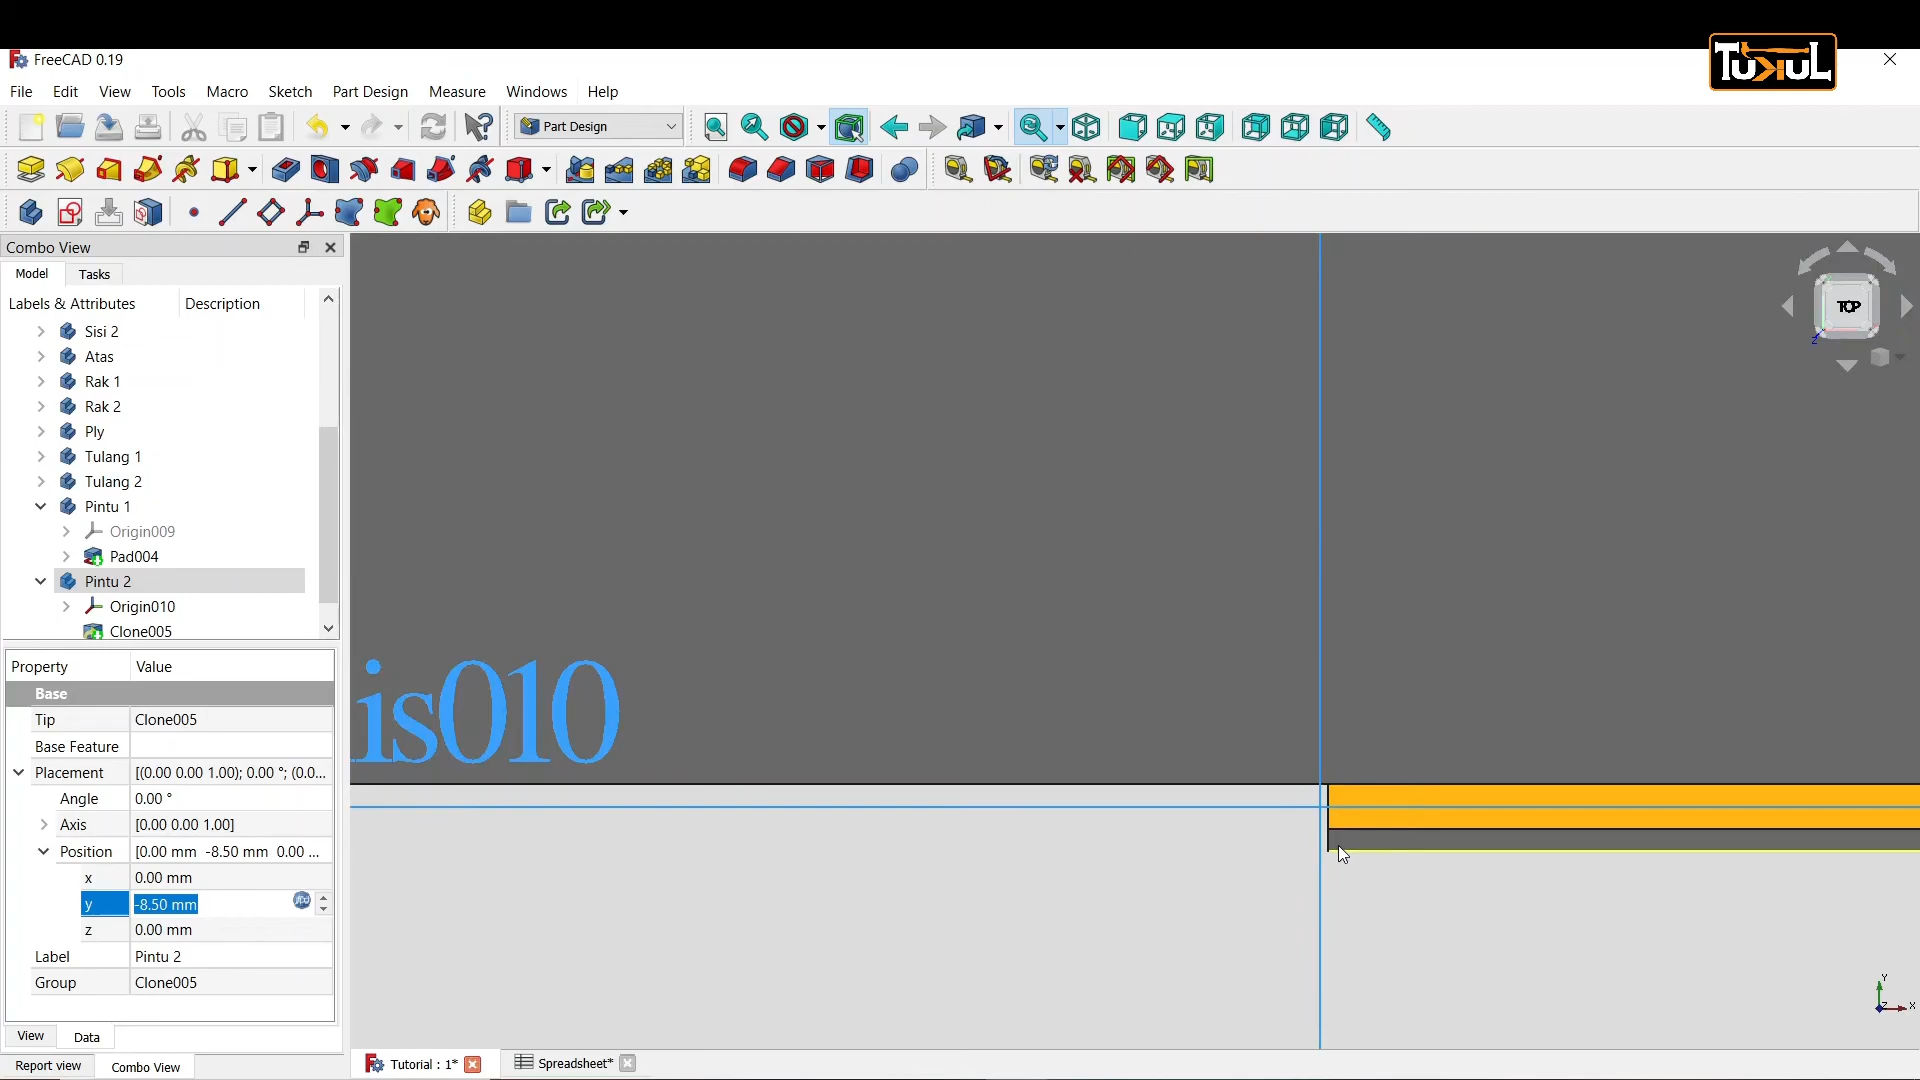 TUKUL
FreeCAD 0.19
File Edit View Tools Macro Sketch Part Design Measure Windows Help
Part Design
Combo View
Model Tasks
Labels & Attributes Description
Sisi 2
Atas
Rak 1
Rak 2
Ply
Tulang 1
Tulang 2
Pintu 1
Origin009
Pad004
Pintu 2
Origin010
Clone005
Property Value
Base
Tip Clone005
Base Feature
Placement [(0.00 0.00 1.00); 0.00 °; (0.0...
Angle 0.00 °
Axis [0.00 0.00 1.00]
Position [0.00 mm -8.50 mm 0.00 ...
x 0.00 mm
y -8.50 mm
z 0.00 mm
Label Pintu 2
Group Clone005
View Data
Report view Combo View
is010
TOP
Z
Y
Z X
Tutorial : 1* Spreadsheet*